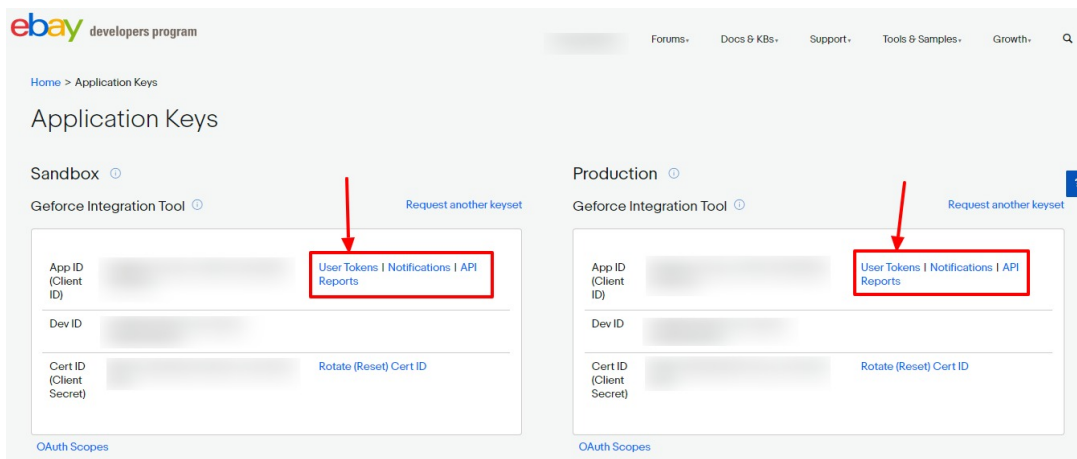 ebay developers program
Forums Docs & KBs Support Tools & Samples Growth
Home > Application Keys
Application Keys
Sandbox
Geforce Integration Tool
Request another keyset
App ID
(Client
ID)
User Tokens | Notifications | API
Reports
Dev ID
Cert ID
(Client
Secret)
Rotate (Reset) Cert ID
OAuth Scopes
Production
Geforce Integration Tool
Request another keyset
App ID
(Client
ID)
User Tokens | Notifications | API
Reports
Dev ID
Cert ID
(Client
Secret)
Rotate (Reset) Cert ID
OAuth Scopes